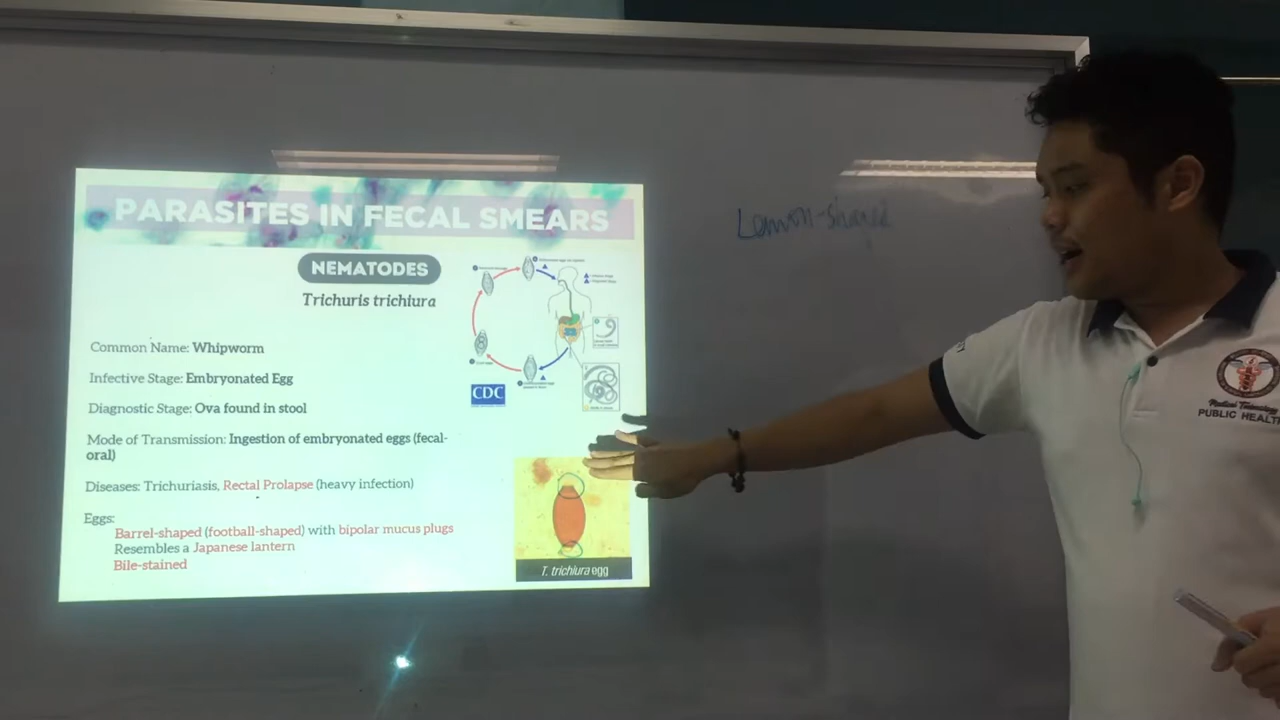 PARASITES IN FECAL SMEARS
NEMATODES
Trichuris trichiura
Common Name: Whipworm
Infective Stage: Embryonated Egg
Diagnostic Stage: Ova found in stool
Mode of Transmission: Ingestion of embryonated eggs (fecal-
oral)
Diseases: Trichuriasis, Rectal Prolapse (heavy infection)
Eggs:
Barrel-shaped (football-shaped) with bipolar mucus plugs
Resembles a Japanese lantern
Bile-stained
CDC
T. trichiura egg
Lemon-shaped
PUBLIC HEALTH